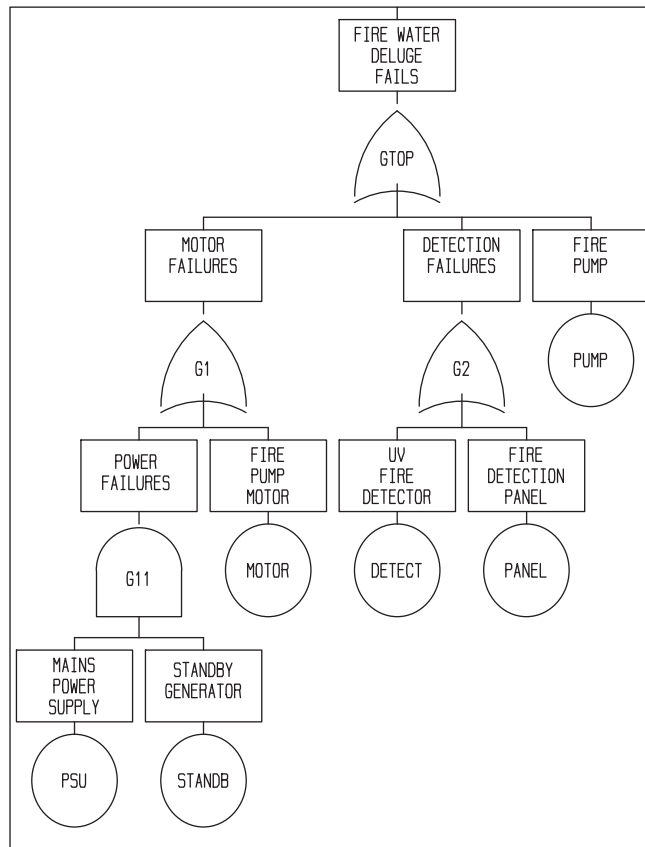 FIRE WATER
DELUGE
FAILS
GTOP
MOTOR
FAILURES
DETECTION
FAILURES
FIRE
PUMP
G1
G2
PUMP
POWER
FAILURES
FIRE
PUMP
MOTOR
UV
FIRE
DETECTOR
FIRE
DETECTION
PANEL
G11
MOTOR
DETECT
PANEL
MAINS
POWER
SUPPLY
STANDBY
GENERATOR
PSU
STANDB